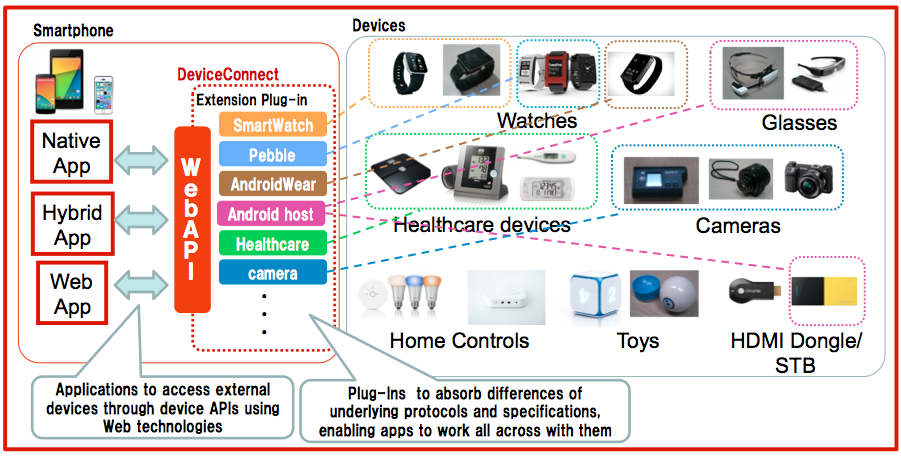 Smartphone
Devices
DeviceConnect
Extension Plug-in
SmartWatch
Pebble
AndroidWear
Android host
Healthcare
camera
WebAPI
Native
App
Hybrid
App
Web
App
Watches
Glasses
Healthcare devices
Cameras
Home Controls
Toys
HDMI Dongle/
STB
chrome
Applications to access external
devices through device APIs using
Web technologies
Plug-Ins to absorb differences of
underlying protocols and specifications,
enabling apps to work all across with them